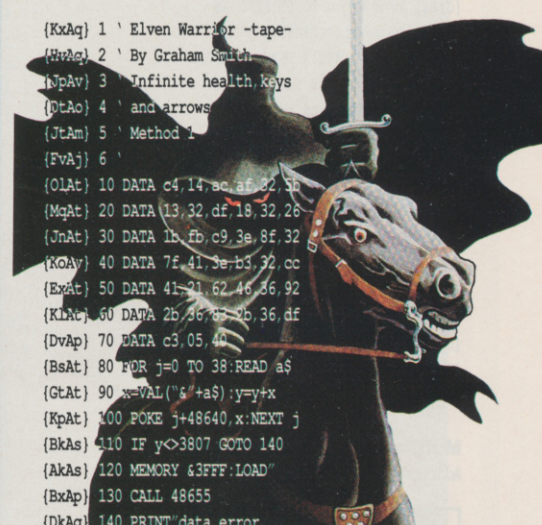 {KxAq} 1 ' Elven Warrior -tape-
{HvAq} 2 ' By Graham Smith
{JpAv} 3 ' Infinite health,keys
{DtAo} 4 ' and arrows
{JtAm} 5 ' Method 1
{FvAj} 6 '
{OlAt} 10 DATA c4,14,ac,af,32,5b
{MqAt} 20 DATA 13,32,df,18,32,26
{JnAt} 30 DATA 1b,fb,c9,3e,8f,32
{KoAv} 40 DATA 7f,41,3e,b3,32,cc
{ExAt} 50 DATA 41,21,62,46,36,92
{KlAt} 60 DATA 2b,36,83,2b,36,df
{DvAp} 70 DATA c3,05,40
{BsAt} 80 FOR j=0 TO 38:READ a$
{GtAt} 90 x=VAL("&"+a$):y=y+x
{KpAt} 100 POKE j+48640,x:NEXT j
{BkAs} 110 IF y<>3807 GOTO 140
{AkAs} 120 MEMORY &3FFF:LOAD"
{BxAp} 130 CALL 48655
{DkAq} 140 PRINT"data error